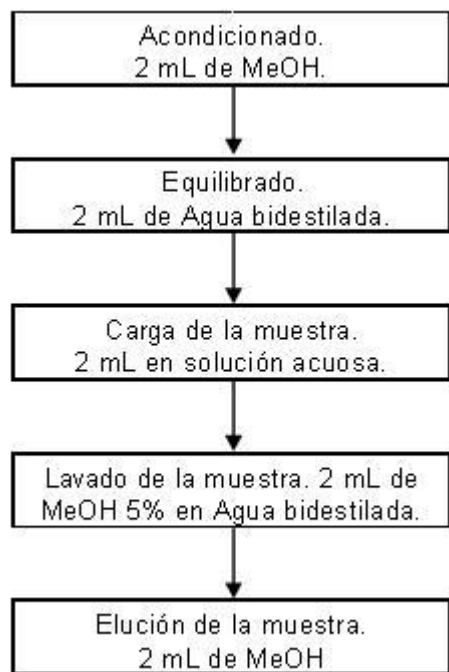 Acondicionado.
2 mL de MeOH.
Equilibrado.
2 mL de Agua bidestilada.
Carga de la muestra.
2 mL en solución acuosa.
Lavado de la muestra. 2 mL de
MeOH 5% en Agua bidestilada.
Elución de la muestra.
2 mL de MeOH